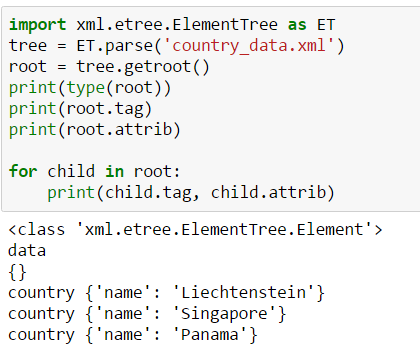 import xml.etree.ElementTree as ET
tree = ET.parse('country_data.xml')
root = tree.getroot()
print(type(root))
print(root.tag)
print(root.attrib)

for child in root:
    print(child.tag, child.attrib)
<class 'xml.etree.ElementTree.Element'>
data
{}
country {'name': 'Liechtenstein'}
country {'name': 'Singapore'}
country {'name': 'Panama'}